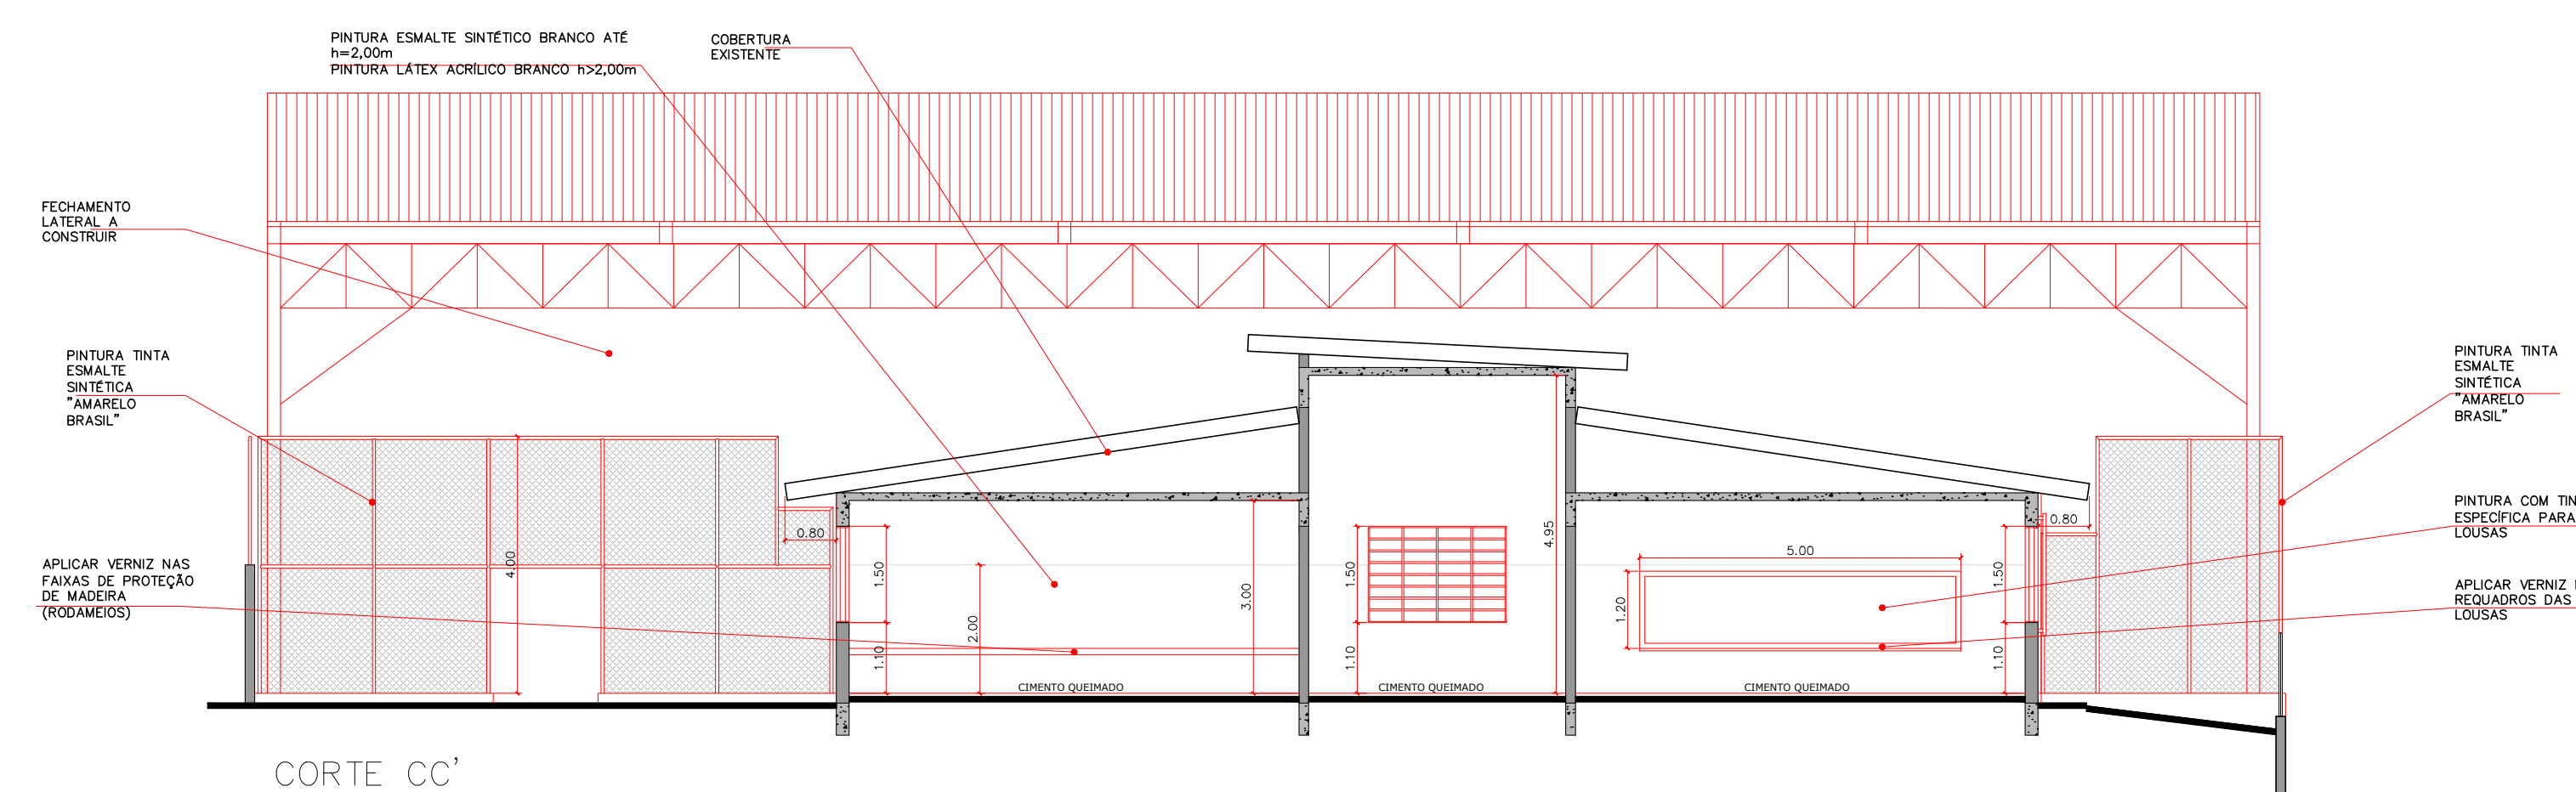 PINTURA ESMALTE SINTÉTICO BRANCO ATÉ
h=2,00m
PINTURA LÁTEX ACRÍLICO BRANCO h>2,00m
COBERTURA
EXISTENTE
FECHAMENTO
LATERAL A
CONSTRUIR
PINTURA TINTA
ESMALTE
SINTÉTICA
"AMARELO
BRASIL"
APLICAR VERNIZ NAS
FAIXAS DE PROTEÇÃO
DE MADEIRA
(RODAMEIOS)
PINTURA TINTA
ESMALTE
SINTÉTICA
"AMARELO
BRASIL"
PINTURA COM TIN
ESPECÍFICA PARA
LOUSAS
APLICAR VERNIZ
REQUADROS DAS
LOUSAS
4.00
0.80
1.50
1.10
2.00
3.00
1.50
1.10
4.95
5.00
1.20
1.50
1.10
0.80
CIMENTO QUEIMADO
CIMENTO QUEIMADO
CIMENTO QUEIMADO
CORTE CC'